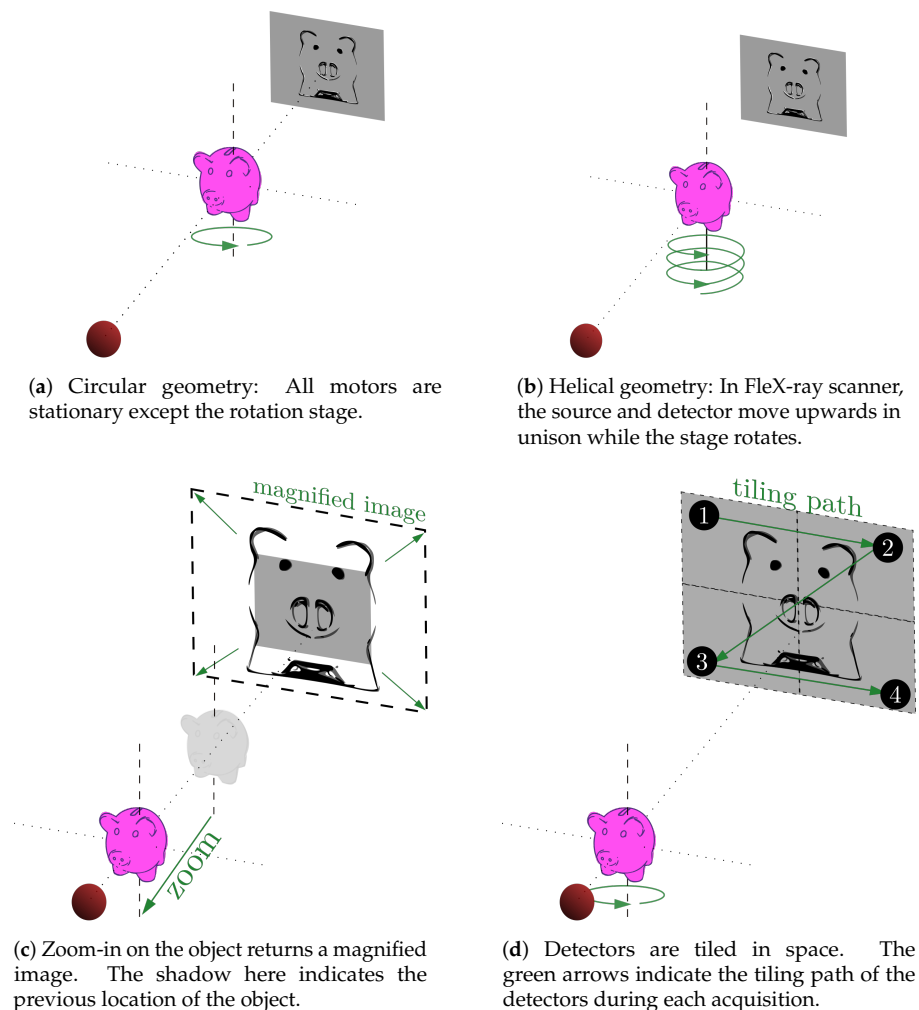 (a) Circular geometry: All motors are
stationary except the rotation stage.
(b) Helical geometry: In FleX-ray scanner,
the source and detector move upwards in
unison while the stage rotates.
magnified image
zoom
(c) Zoom-in on the object returns a magnified
image. The shadow here indicates the
previous location of the object.
tiling path
1
2
3
4
(d) Detectors are tiled in space. The
green arrows indicate the tiling path of the
detectors during each acquisition.